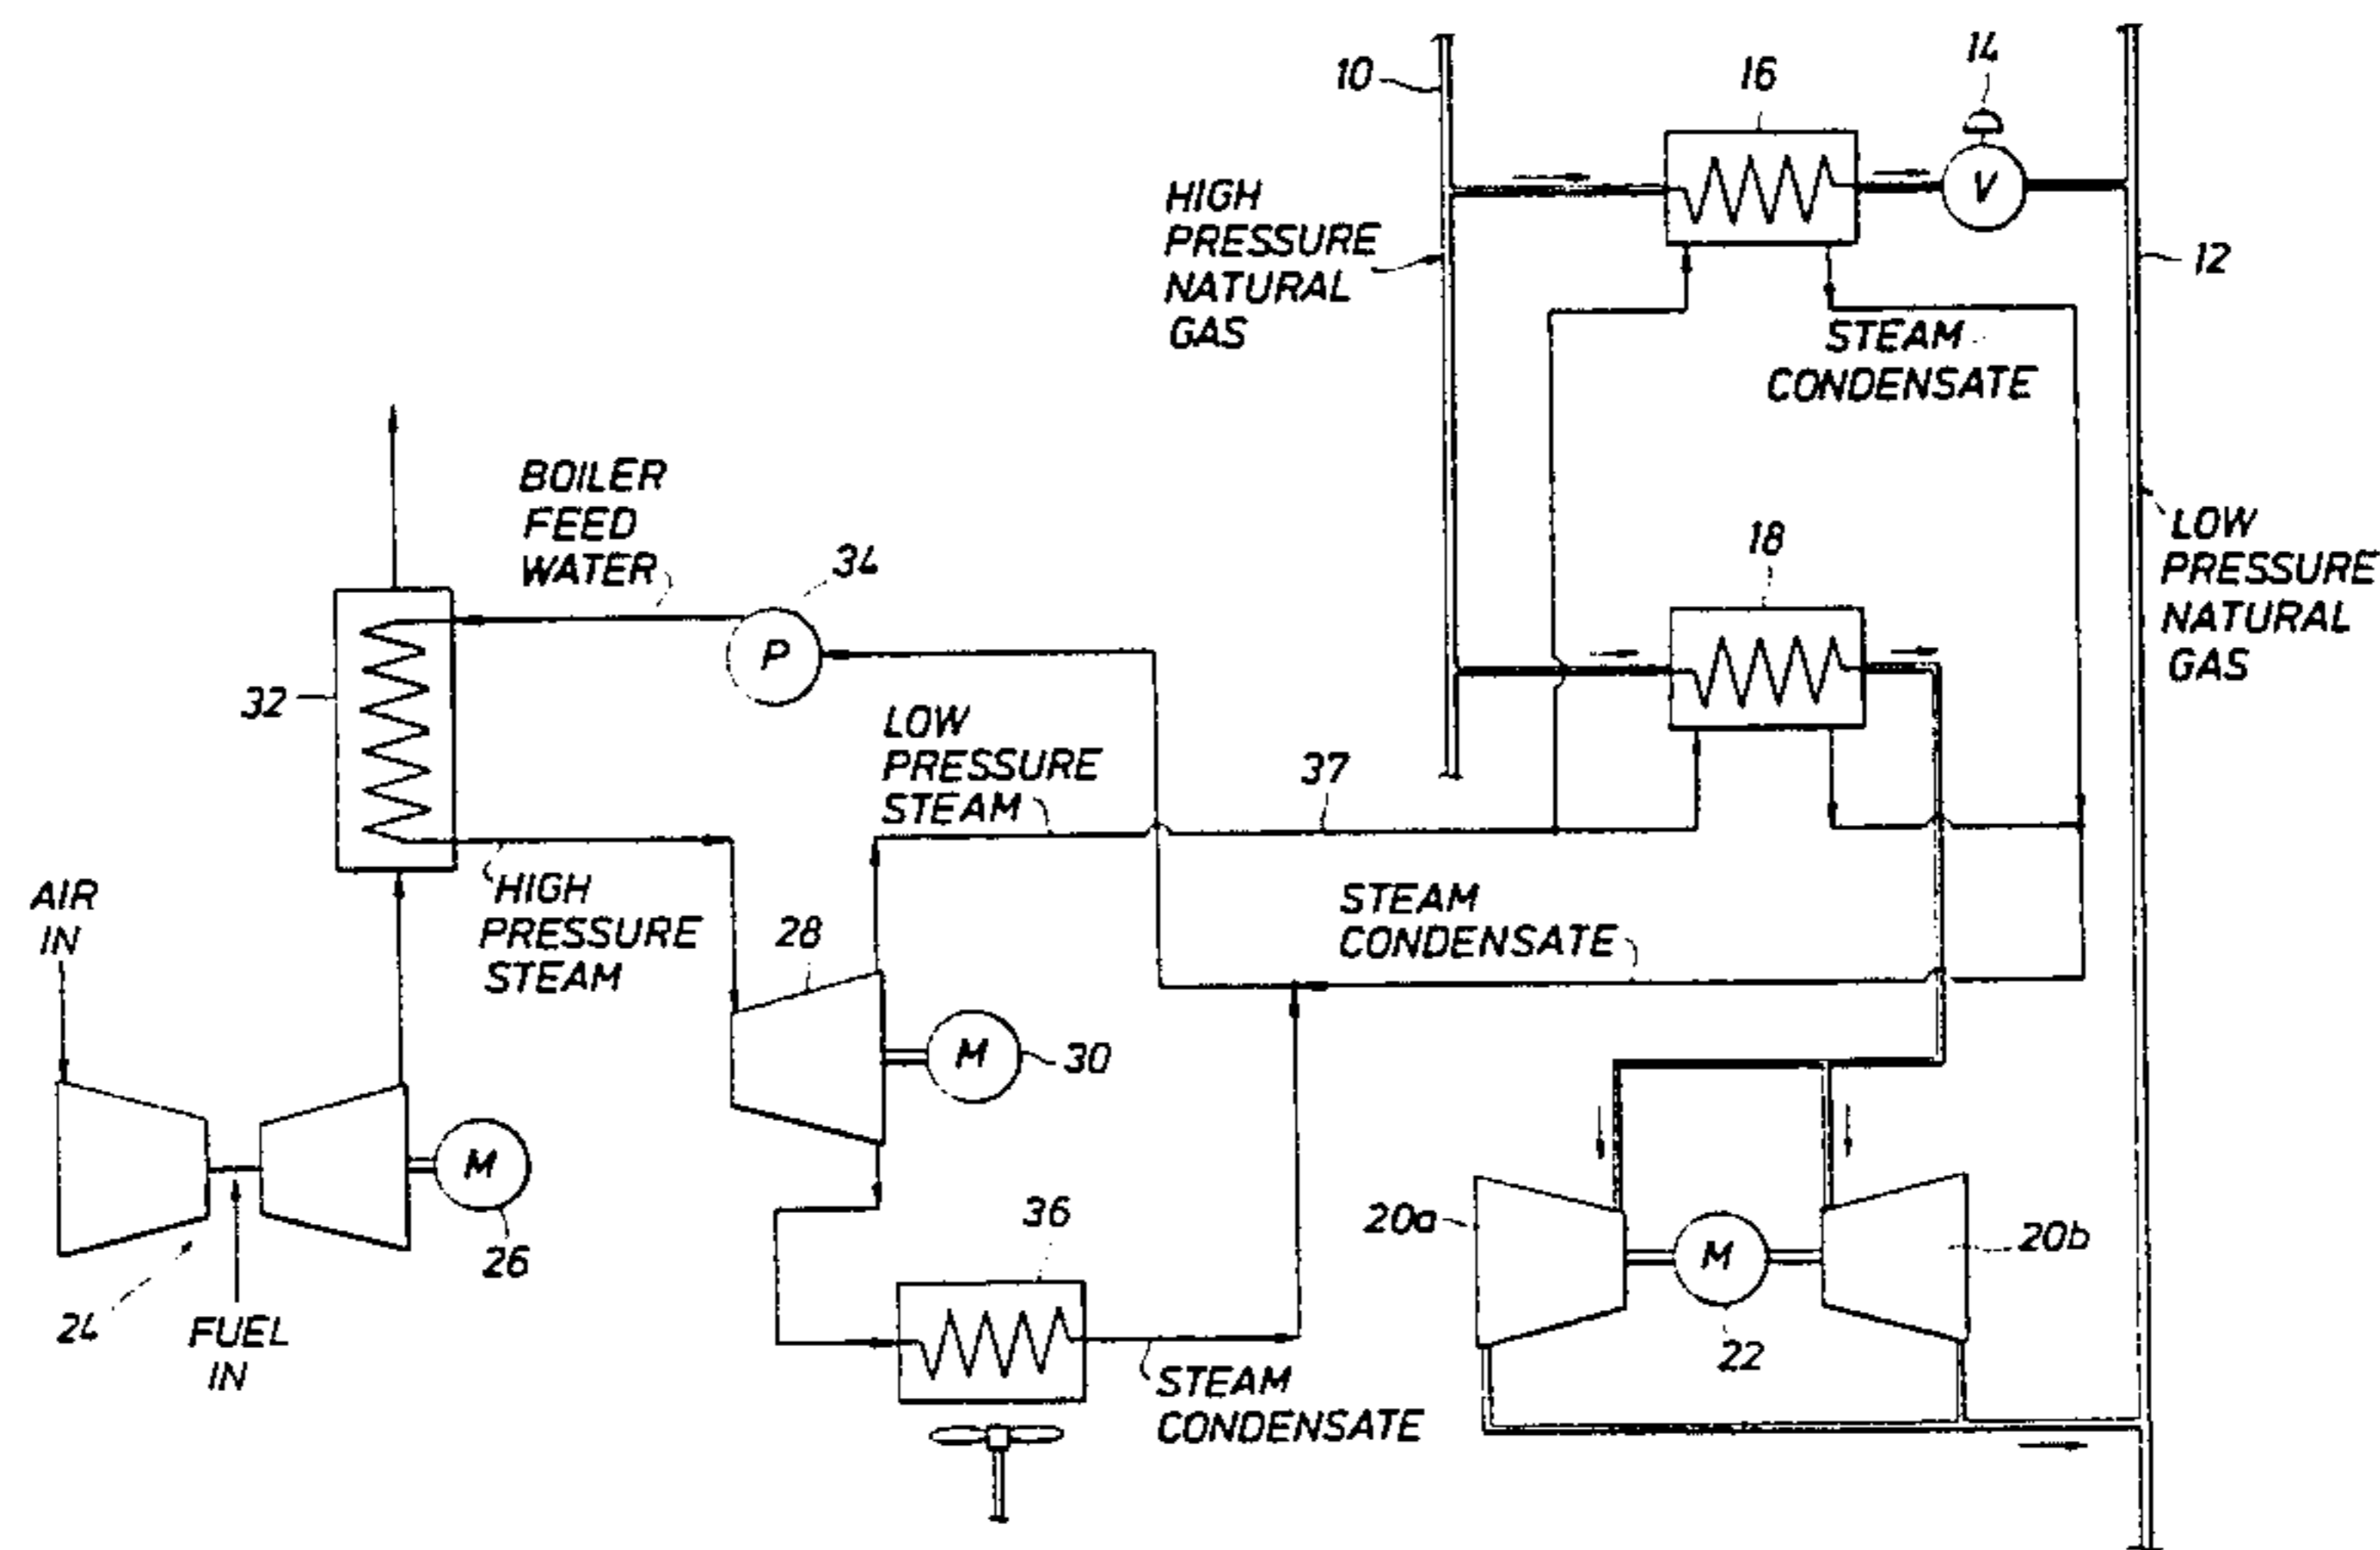 10
16
14
HIGH
PRESSURE
NATURAL
GAS
V
12
STEAM
CONDENSATE
BOILER
FEED
WATER
34
18
LOW
PRESSURE
NATURAL
GAS
P
32
LOW
PRESSURE
STEAM
37
AIR
IN
HIGH
PRESSURE
STEAM
28
STEAM
CONDENSATE
M
30
M
26
24
FUEL
IN
36
STEAM
CONDENSATE
20a
M
20b
22